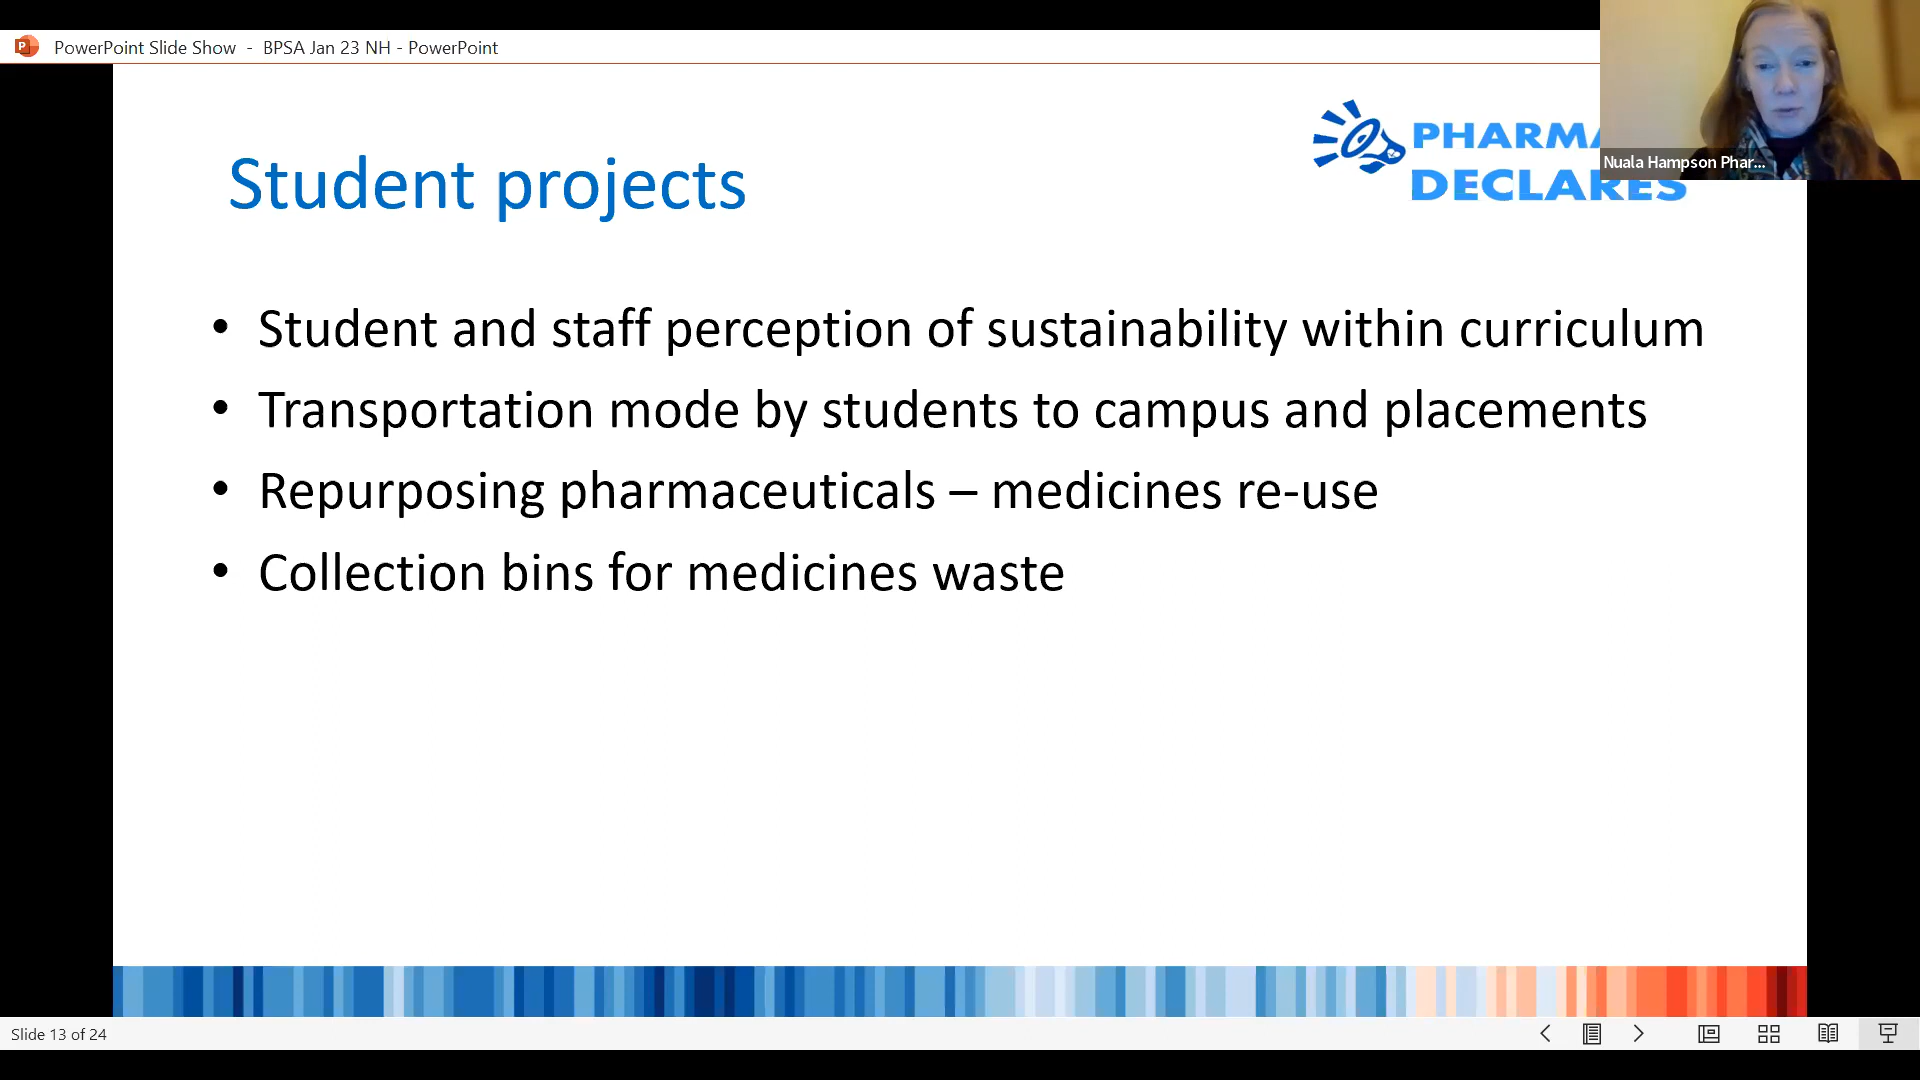 PowerPoint Slide Show - BPSA Jan 23 NH - PowerPoint
PHARMA
DECLARES
Nuala Hampson Phar...
Student projects
• Student and staff perception of sustainability within curriculum
• Transportation mode by students to campus and placements
• Repurposing pharmaceuticals – medicines re-use
• Collection bins for medicines waste
Slide 13 of 24